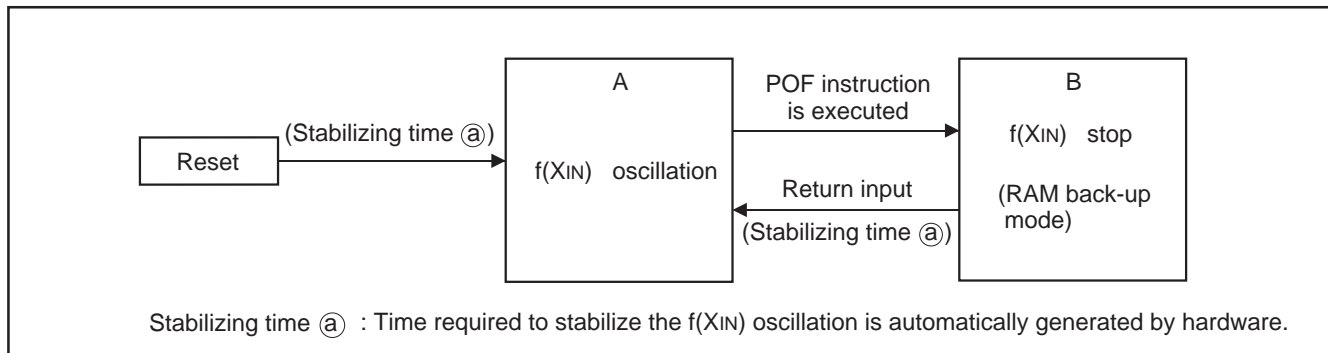 Reset
(Stabilizing time ⓐ)
A
f(XIN) oscillation
POF instruction
is executed
Return input
(Stabilizing time ⓐ)
B
f(XIN) stop
(RAM back-up
mode)
Stabilizing time ⓐ : Time required to stabilize the f(XIN) oscillation is automatically generated by hardware.